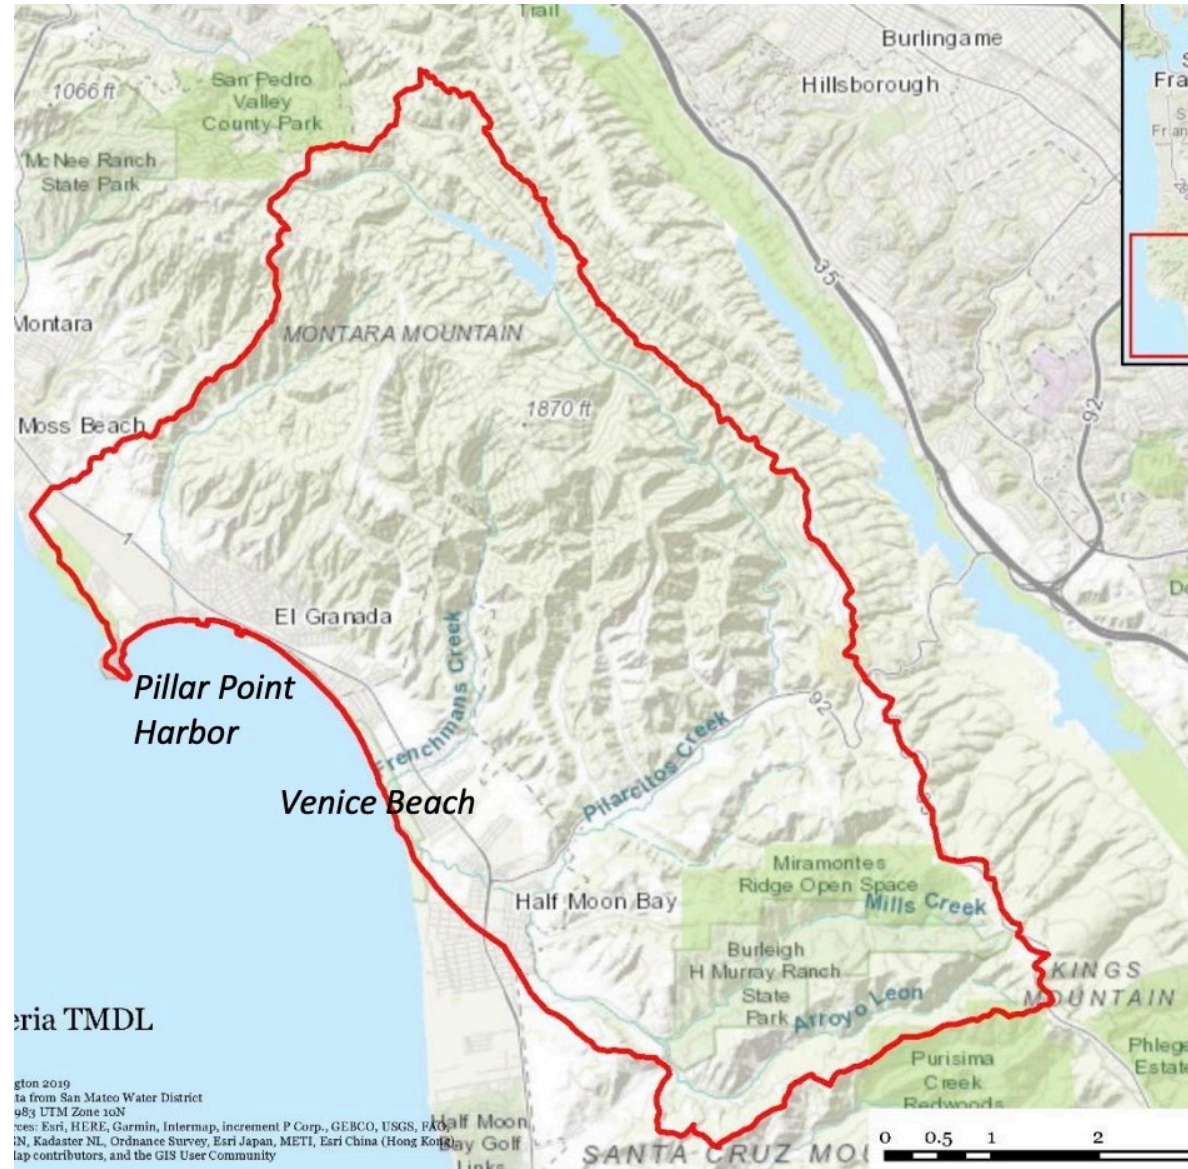 Trail
Burlingame
Hillsborough
San Pedro
Valley
County Park
1066 ft
McNee Ranch
State Park
35
Montara
MONTARA MOUNTAIN
1870 ft
92
Moss Beach
El Granada
Frenchmans Creek
Pillar Point
Harbor
Venice Beach
92
Pilarcitos Creek
Miramontes
Ridge Open Space
Mills Creek
Half Moon Bay
Burleigh
H Murray Ranch
State
Park
Arroyo Leon
KINGS
MOUNTAIN
Purisima
Creek
Redwoods
eria TMDL
gton 2019
ta from San Mateo Water District
983 UTM Zone 10N
rces: Esri, HERE, Garmin, Intermap, increment P Corp., GEBCO, USGS, FAO,
Kadaster NL, Ordnance Survey, Esri Japan, METI, Esri China (Hong Kong)
ap contributors, and the GIS User Community
Half Moon
Bay Golf
Links
SANTA CRUZ MOU
0 0.5 1 2